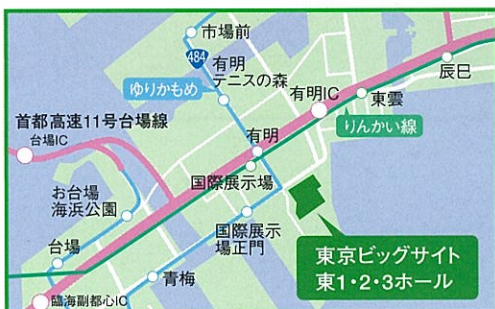 市場前
484
有明
テニスの森
ゆりかもめ
有明IC
辰巳
東雲
りんかい線
首都高速11号台場線
台場IC
有明
国際展示場
お台場
海浜公園
国際展示
場正門
台場
青梅
臨海副都心IC
東京ビッグサイト
東1・2・3ホール